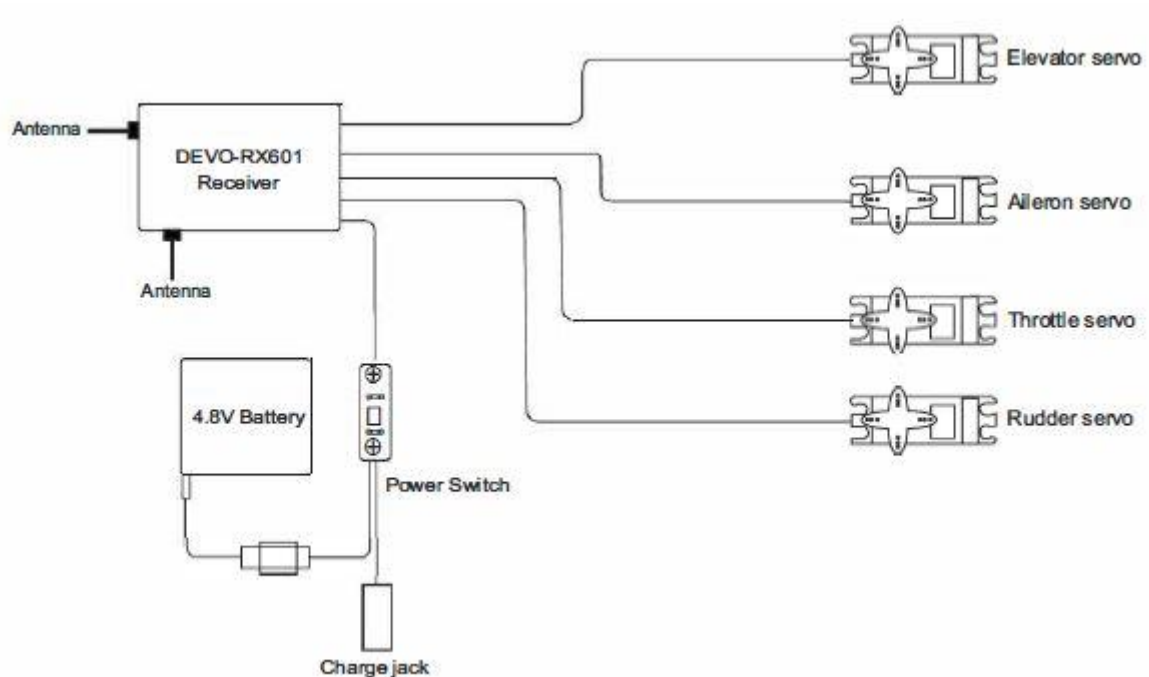 Elevator servo
Antenna
DEVO-RX601
Receiver
Aileron servo
Antenna
Throttle servo
4.8V Battery
Rudder servo
Power Switch
Charge jack